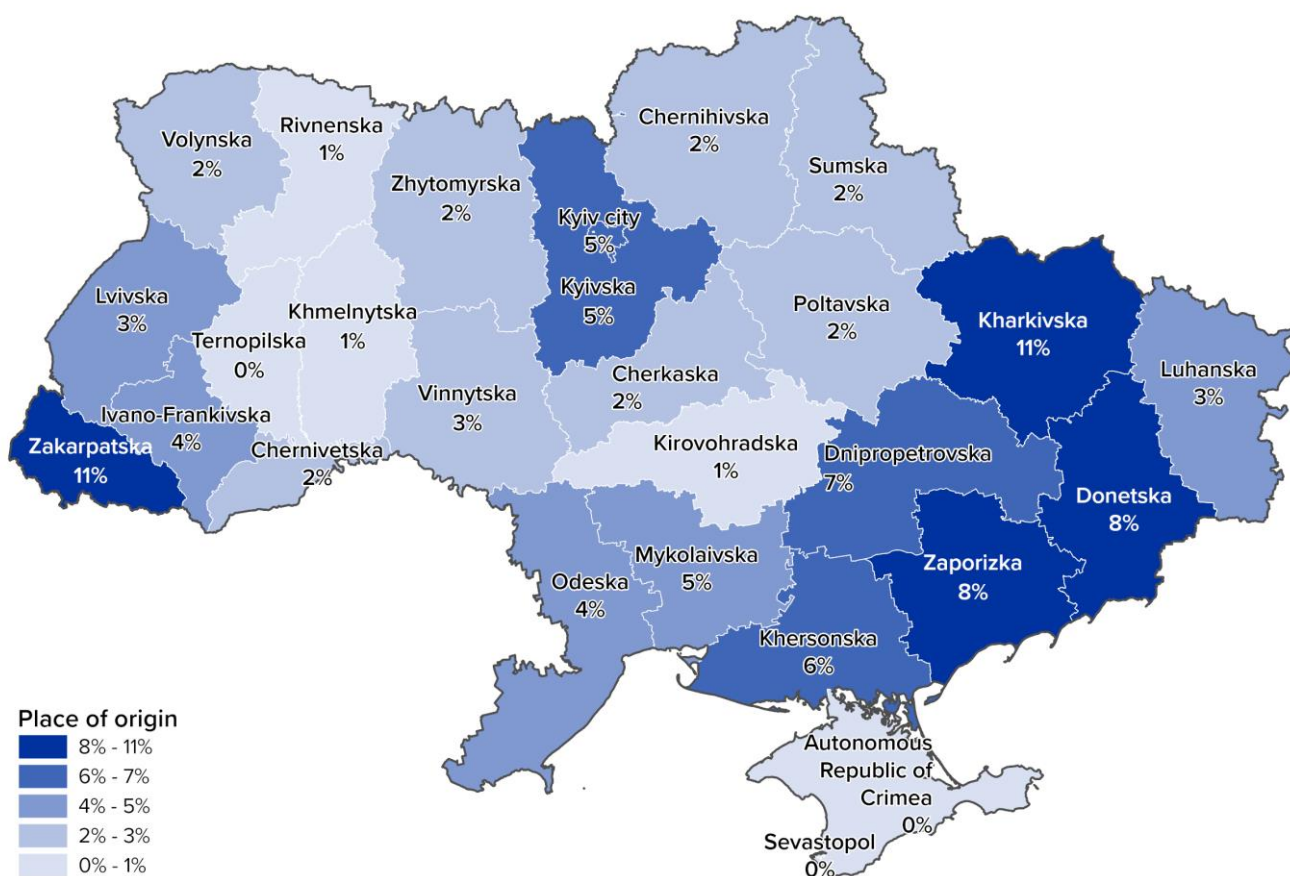 Volynska
2%
Rivnenska
1%
Zhytomyrska
2%
Chernihivska
2%
Sumska
2%
Kyiv city
5%
Kyivska
5%
Lvivska
3%
Ternopilska
0%
Khmelnytska
1%
Vinnytska
3%
Cherkaska
2%
Poltavska
2%
Kharkivska
11%
Luhanska
3%
Zakarpatska
11%
Ivano-Frankivska
4%
Chernivetska
2%
Kirovohradska
1%
Dnipropetrovska
7%
Donetska
8%
Odeska
4%
Mykolaivska
5%
Zaporizka
8%
Khersonska
6%
Autonomous
Republic of
Crimea
0%
Sevastopol
0%
Place of origin
8% - 11%
6% - 7%
4% - 5%
2% - 3%
0% - 1%